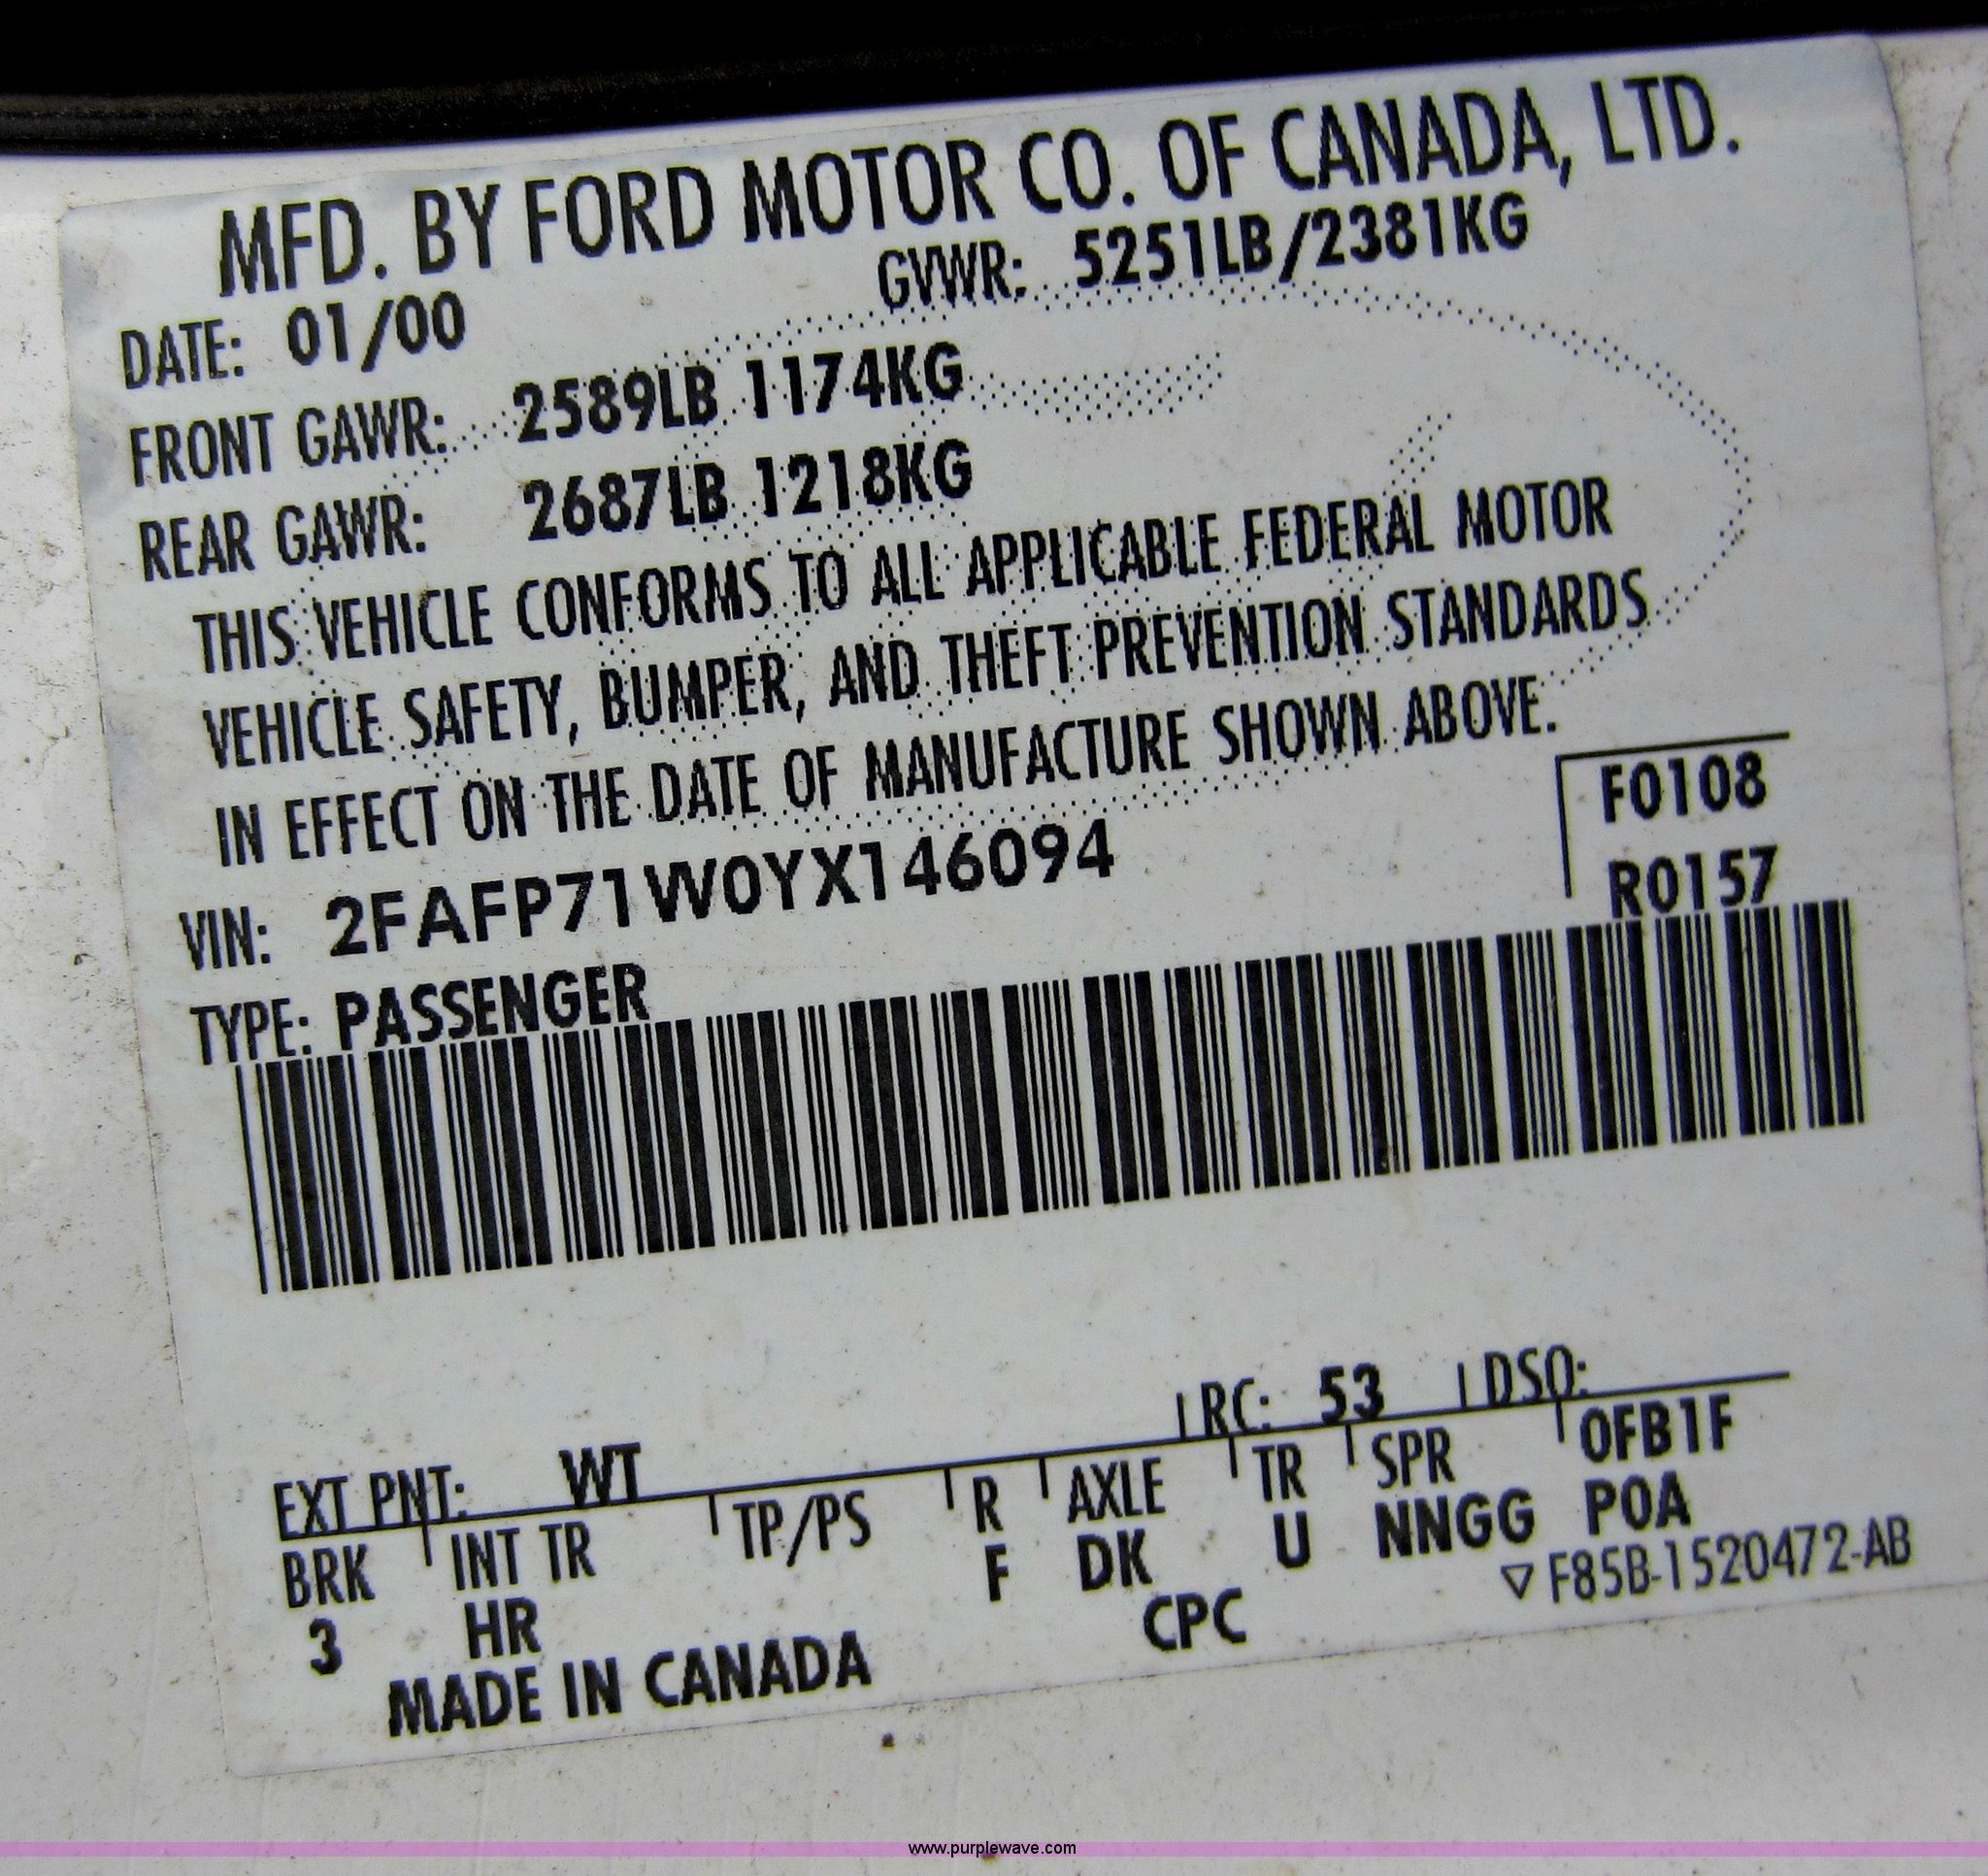 MFD. BY FORD MOTOR CO. OF CANADA, LTD.
DATE: 01/00 GVWR: 5251LB/2381KG
FRONT GAWR: 2589LB 1174KG
REAR GAWR: 2687LB 1218KG
THIS VEHICLE CONFORMS TO ALL APPLICABLE FEDERAL MOTOR
VEHICLE SAFETY, BUMPER, AND THEFT PREVENTION STANDARDS
IN EFFECT ON THE DATE OF MANUFACTURE SHOWN ABOVE.
F0108
VIN: 2FAFP71W0YX146094
R0157
TYPE: PASSENGER
EXT PNT: WT RC: 53 DSO:
BRK INT TR TP/PS R AXLE TR SPR 0FB1F
3 HR F DK U NNGG P0A
MADE IN CANADA CPC F85B-1520472-AB
www.purplewave.com